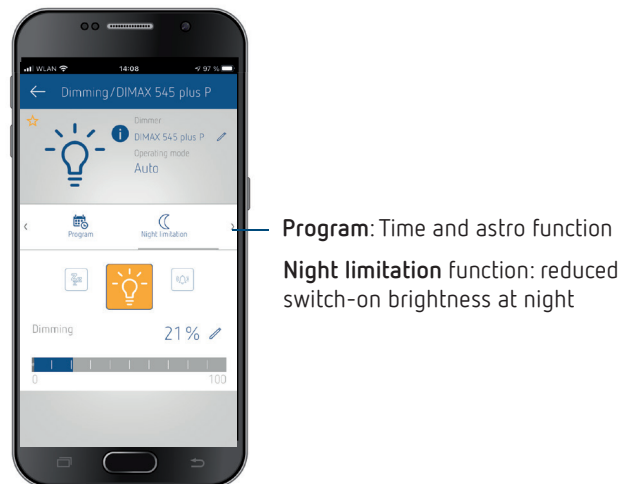 WLAN 14:08 97 %
Dimming/DIMAX 545 plus P
Dimmer
i DIMAX 545 plus P
Operating mode
Auto
Program Night limitation
Dimming 21 %
0 100
Program: Time and astro function
Night limitation function: reduced
switch-on brightness at night